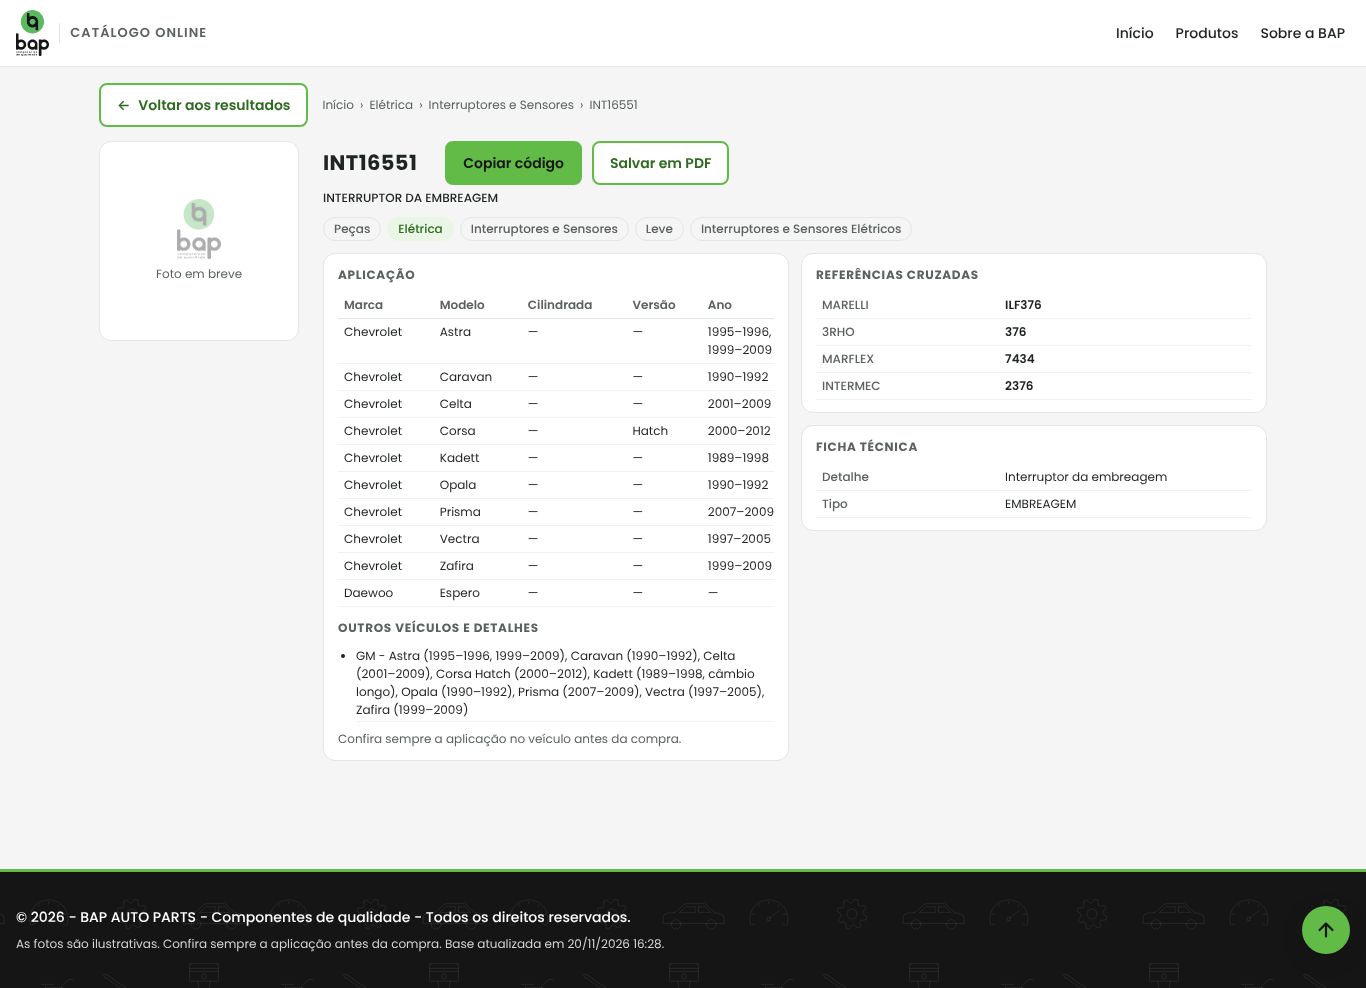 bap
CATÁLOGO ONLINE
Início
Produtos
Sobre a BAP
← Voltar aos resultados
Início › Elétrica › Interruptores e Sensores › INT16551
bap
Foto em breve
INT16551
Copiar código
Salvar em PDF
INTERRUPTOR DA EMBREAGEM
Peças
Elétrica
Interruptores e Sensores
Leve
Interruptores e Sensores Elétricos
APLICAÇÃO
Marca Modelo Cilindrada Versão Ano
Chevrolet Astra — — 1995–1996,
1999–2009
Chevrolet Caravan — — 1990–1992
Chevrolet Celta — — 2001–2009
Chevrolet Corsa — Hatch 2000–2012
Chevrolet Kadett — — 1989–1998
Chevrolet Opala — — 1990–1992
Chevrolet Prisma — — 2007–2009
Chevrolet Vectra — — 1997–2005
Chevrolet Zafira — — 1999–2009
Daewoo Espero — — —
OUTROS VEÍCULOS E DETALHES
• GM - Astra (1995–1996, 1999–2009), Caravan (1990–1992), Celta
(2001–2009), Corsa Hatch (2000–2012), Kadett (1989–1998, câmbio
longo), Opala (1990–1992), Prisma (2007–2009), Vectra (1997–2005),
Zafira (1999–2009)
Confira sempre a aplicação no veículo antes da compra.
REFERÊNCIAS CRUZADAS
MARELLI ILF376
3RHO 376
MARFLEX 7434
INTERMEC 2376
FICHA TÉCNICA
Detalhe Interruptor da embreagem
Tipo EMBREAGEM
© 2026 - BAP AUTO PARTS - Componentes de qualidade - Todos os direitos reservados.
As fotos são ilustrativas. Confira sempre a aplicação antes da compra. Base atualizada em 20/11/2026 16:28.